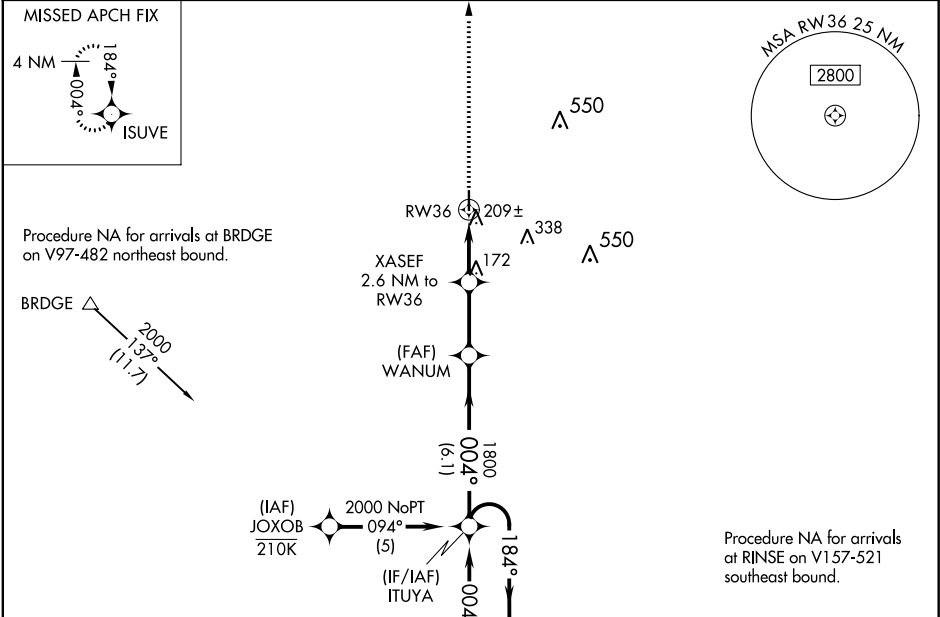 MISSED APCH FIX
4 NM
184°
004°
ISUVE
MSA RW36 25 NM
2800
550
RW36
209±
338
550
Procedure NA for arrivals at BRDGE
on V97-482 northeast bound.
XASEF
2.6 NM to
RW36
172
BRDGE
2000
137°
(11.7)
(FAF)
WANUM
1800
004°
(6.1)
(IAF)
JOXOB
210K
2000 NoPT
094°
(5)
(IF/IAF)
ITUYA
184°
004
Procedure NA for arrivals
at RINSE on V157-521
southeast bound.